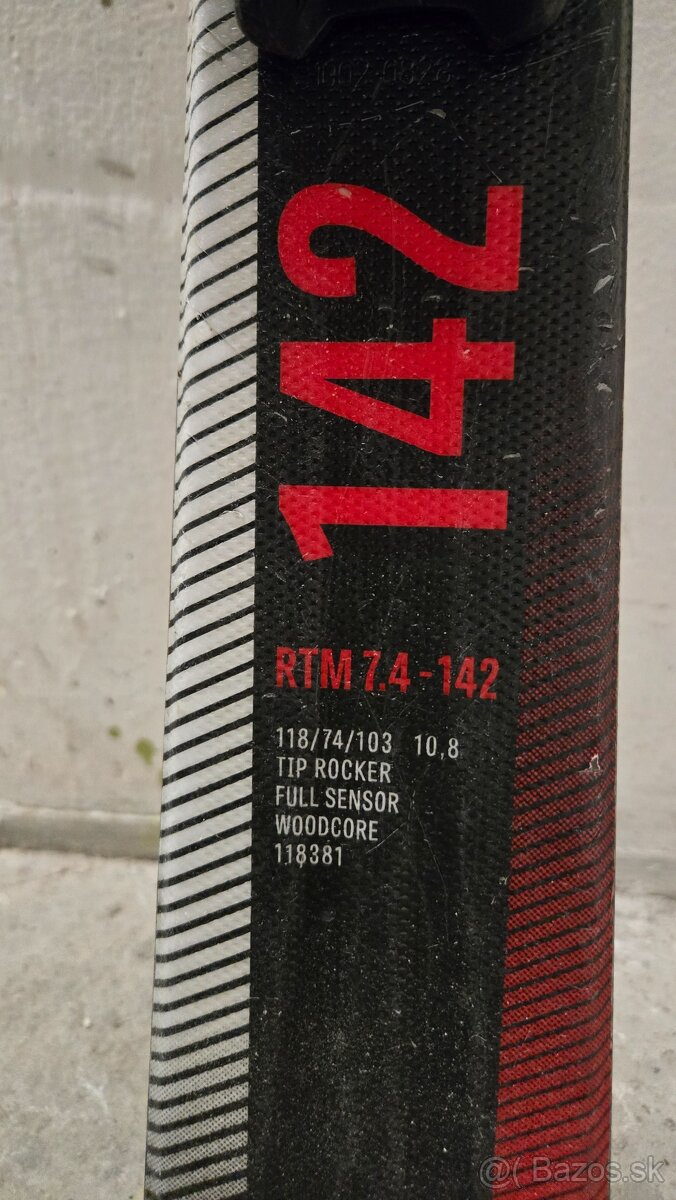 142
RTM 7.4 - 142
118/74/103 10,8
TIP ROCKER
FULL SENSOR
WOODCORE
118381
Bazos.sk